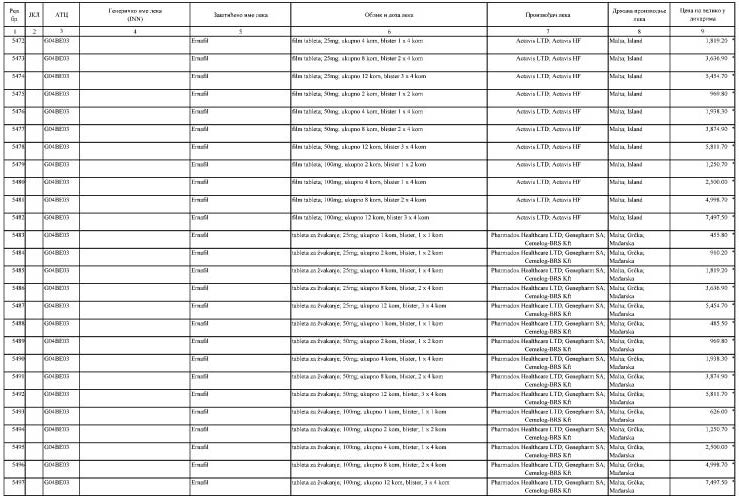 Ред бр. ЈКЛ АТЦ Генеричко име лека (INN) Заштићено име лека Облик и доза лека Произвођач лека Држава производње лека Цена на велико у динарима
1 2 3 4 5 6 7 8 9
5472 G04BE03 Ernafil film tableta, 25mg, ukupno 4 kom, blister 1 x 4 kom Actavis LTD; Actavis HF Malta; Island 1,819.20 *
5473 G04BE03 Ernafil film tableta; 25mg, ukupno 8 kom, blister 2 x 4 kom Actavis LTD; Actavis HF Malta; Island 3,636.90 *
5474 G04BE03 Ernafil film tableta; 25mg, ukupno 12 kom, blister 3 x 4 kom Actavis LTD; Actavis HF Malta; Island 5,454.70 *
5475 G04BE03 Ernafil film tableta; 50mg, ukupno 2 kom, blister 1 x 2 kom Actavis LTD; Actavis HF Malta; Island 969.80 *
5476 G04BE03 Ernafil film tableta; 50mg, ukupno 4 kom, blister 1 x 4 kom Actavis LTD; Actavis HF Malta; Island 1,938.30 *
5477 G04BE03 Ernafil film tableta; 50mg, ukupno 8 kom, blister 2 x 4 kom Actavis LTD; Actavis HF Malta; Island 3,874.90 *
5478 G04BE03 Ernafil film tableta; 50mg, ukupno 12 kom, blister 3 x 4 kom Actavis LTD; Actavis HF Malta; Island 5,811.70 *
5479 G04BE03 Ernafil film tableta; 100mg, ukupno 2 kom, blister 1 x 2 kom Actavis LTD; Actavis HF Malta; Island 1,250.70 *
5480 G04BE03 Ernafil film tableta; 100mg, ukupno 4 kom, blister 1 x 4 kom Actavis LTD; Actavis HF Malta; Island 2,500.00 *
5481 G04BE03 Ernafil film tableta; 100mg, ukupno 8 kom, blister 2 x 4 kom Actavis LTD; Actavis HF Malta; Island 4,998.70 *
5482 G04BE03 Ernafil film tableta; 100mg, ukupno 12 kom, blister 3 x 4 kom Actavis LTD; Actavis HF Malta; Island 7,497.50 *
5483 G04BE03 Ernafil tableta za žvakanje; 25mg, ukupno 1 kom, blister, 1 x 1 kom Pharmadox Healthcare LTD; Genepharm SA; Malta; Grčka; 455.80 *
Cemelog-BRS Kft Mađarska
5484 G04BE03 Ernafil tableta za žvakanje; 25mg, ukupno 2 kom, blister, 1 x 2 kom Pharmadox Healthcare LTD; Genepharm SA; Malta; Grčka; 910.20 *
Cemelog-BRS Kft Mađarska
5485 G04BE03 Ernafil tableta za žvakanje; 25mg, ukupno 4 kom, blister, 1 x 4 kom Pharmadox Healthcare LTD; Genepharm SA; Malta; Grčka; 1,819.20 *
Cemelog-BRS Kft Mađarska
5486 G04BE03 Ernafil tableta za žvakanje; 25mg, ukupno 8 kom, blister, 2 x 4 kom Pharmadox Healthcare LTD; Genepharm SA; Malta; Grčka; 3,636.90 *
Cemelog-BRS Kft Mađarska
5487 G04BE03 Ernafil tableta za žvakanje; 25mg, ukupno 12 kom, blister, 3 x 4 kom Pharmadox Healthcare LTD; Genepharm SA; Malta; Grčka; 5,454.70 *
Cemelog-BRS Kft Mađarska
5488 G04BE03 Ernafil tableta za žvakanje; 50mg, ukupno 1 kom, blister, 1 x 1 kom Pharmadox Healthcare LTD; Genepharm SA; Malta; Grčka; 485.50 *
Cemelog-BRS Kft Mađarska
5489 G04BE03 Ernafil tableta za žvakanje; 50mg, ukupno 2 kom, blister, 1 x 2 kom Pharmadox Healthcare LTD; Genepharm SA; Malta; Grčka; 969.80 *
Cemelog-BRS Kft Mađarska
5490 G04BE03 Ernafil tableta za žvakanje; 50mg, ukupno 4 kom, blister, 1 x 4 kom Pharmadox Healthcare LTD; Genepharm SA; Malta; Grčka; 1,938.30 *
Cemelog-BRS Kft Mađarska
5491 G04BE03 Ernafil tableta za žvakanje; 50mg, ukupno 8 kom, blister, 2 x 4 kom Pharmadox Healthcare LTD; Genepharm SA; Malta; Grčka; 3,874.90 *
Cemelog-BRS Kft Mađarska
5492 G04BE03 Ernafil tableta za žvakanje; 50mg, ukupno 12 kom, blister, 3 x 4 kom Pharmadox Healthcare LTD; Genepharm SA; Malta; Grčka; 5,811.70 *
Cemelog-BRS Kft Mađarska
5493 G04BE03 Ernafil tableta za žvakanje; 100mg, ukupno 1 kom, blister, 1 x 1 kom Pharmadox Healthcare LTD; Genepharm SA; Malta; Grčka; 626.00 *
Cemelog-BRS Kft Mađarska
5494 G04BE03 Ernafil tableta za žvakanje; 100mg, ukupno 2 kom, blister, 1 x 2 kom Pharmadox Healthcare LTD; Genepharm SA; Malta; Grčka; 1,250.70 *
Cemelog-BRS Kft Mađarska
5495 G04BE03 Ernafil tableta za žvakanje; 100mg, ukupno 4 kom, blister, 1 x 4 kom Pharmadox Healthcare LTD; Genepharm SA; Malta; Grčka; 2,500.00 *
Cemelog-BRS Kft Mađarska
5496 G04BE03 Ernafil tableta za žvakanje; 100mg, ukupno 8 kom, blister, 2 x 4 kom Pharmadox Healthcare LTD; Genepharm SA; Malta; Grčka; 4,998.70 *
Cemelog-BRS Kft Mađarska
5497 G04BE03 Ernafil tableta za žvakanje; 100mg, ukupno 12 kom, blister, 3 x 4 kom Pharmadox Healthcare LTD; Genepharm SA; Malta; Grčka; 7,497.50 *
Cemelog-BRS Kft Mađarska